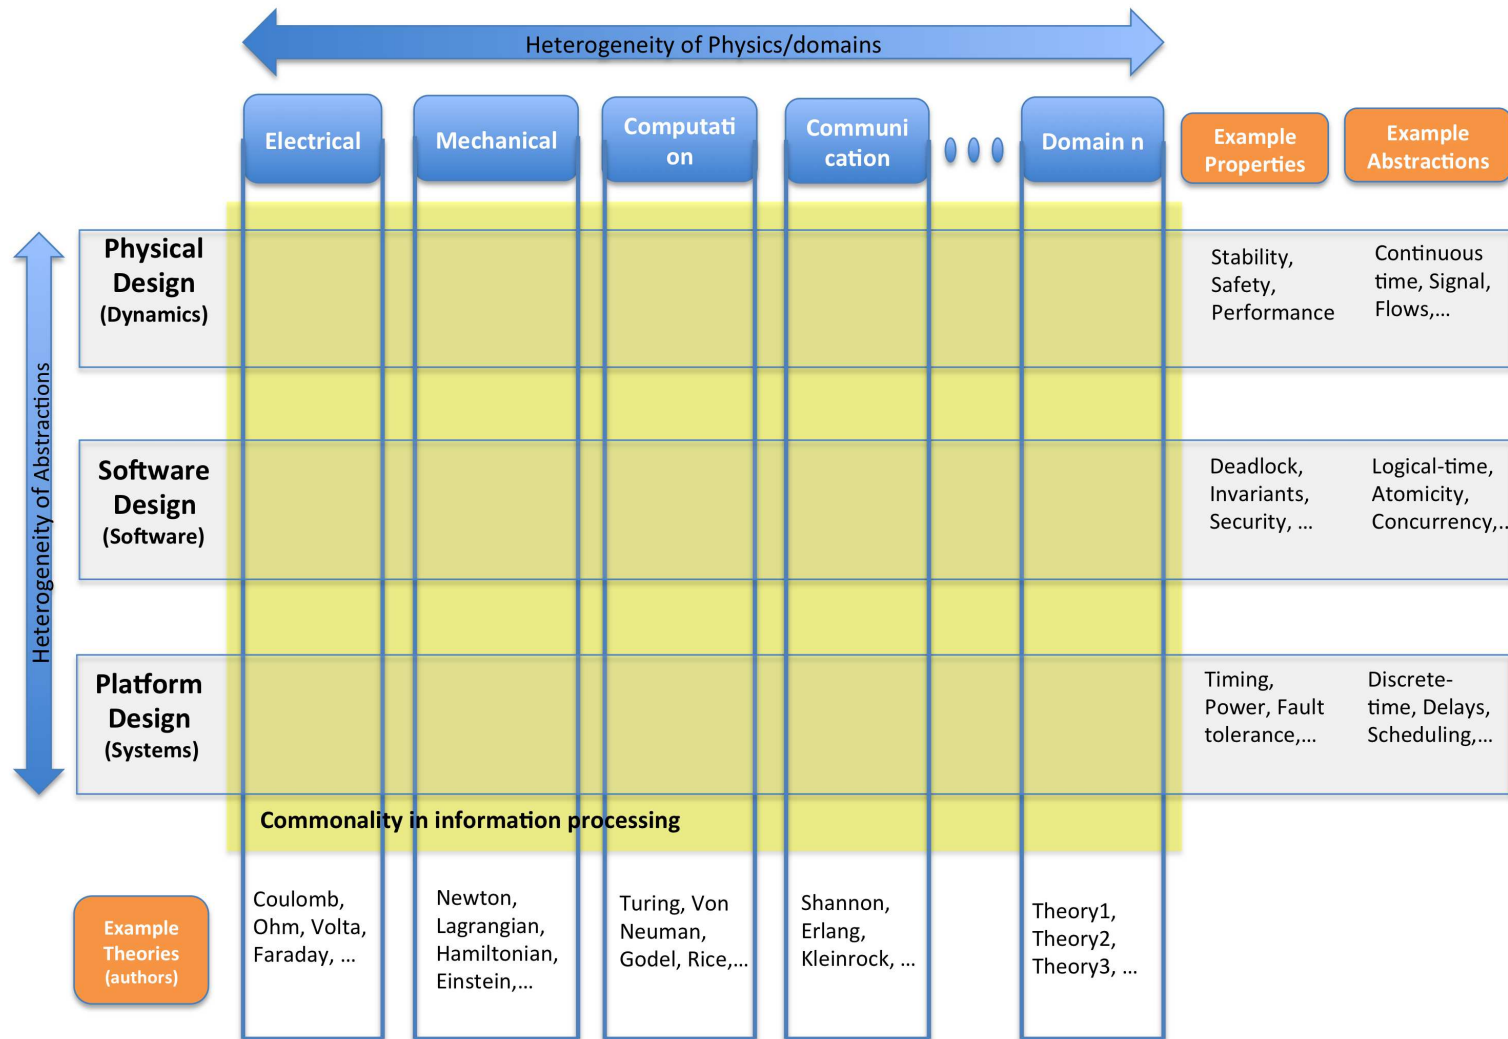 Heterogeneity of Physics/domains
Electrical
Mechanical
Computati
on
Communi
cation
Domain n
Example
Properties
Example
Abstractions
Heterogeneity of Abstractions
Physical
Design
(Dynamics)
Stability,
Safety,
Performance
Continuous
time, Signal,
Flows,...
Software
Design
(Software)
Deadlock,
Invariants,
Security, ...
Logical-time,
Atomicity,
Concurrency,..
Platform
Design
(Systems)
Timing,
Power, Fault
tolerance,...
Discrete-
time, Delays,
Scheduling,...
Commonality in information processing
Example
Theories
(authors)
Coulomb,
Ohm, Volta,
Faraday, ...
Newton,
Lagrangian,
Hamiltonian,
Einstein,...
Turing, Von
Neuman,
Godel, Rice,...
Shannon,
Erlang,
Kleinrock, ...
Theory1,
Theory2,
Theory3, ...